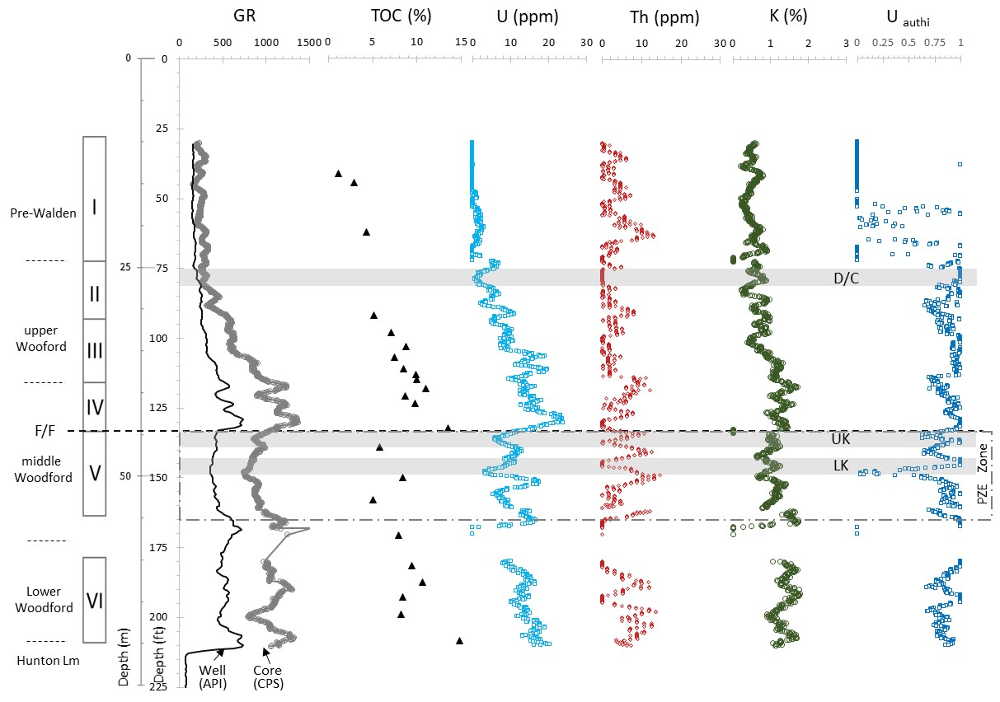 GR TOC (%) U (ppm) Th (ppm) K (%) U authi
0 500 1000 1500 0 5 10 15 0 10 20 30 0 10 20 30 0 1 2 3 0 0.25 0.5 0.75 1
0 0
25
I
50
Pre-Walden
25 75
D/C
II
100
upper
Wooford
III
125
IV
F/F
UK
middle
Woodford
V
LK
50 150
PZE Zone
175
Lower
Woodford
VI
200
Hunton Lm
Depth (m)
Depth (ft)
Well
(API)
Core
(CPS)
225